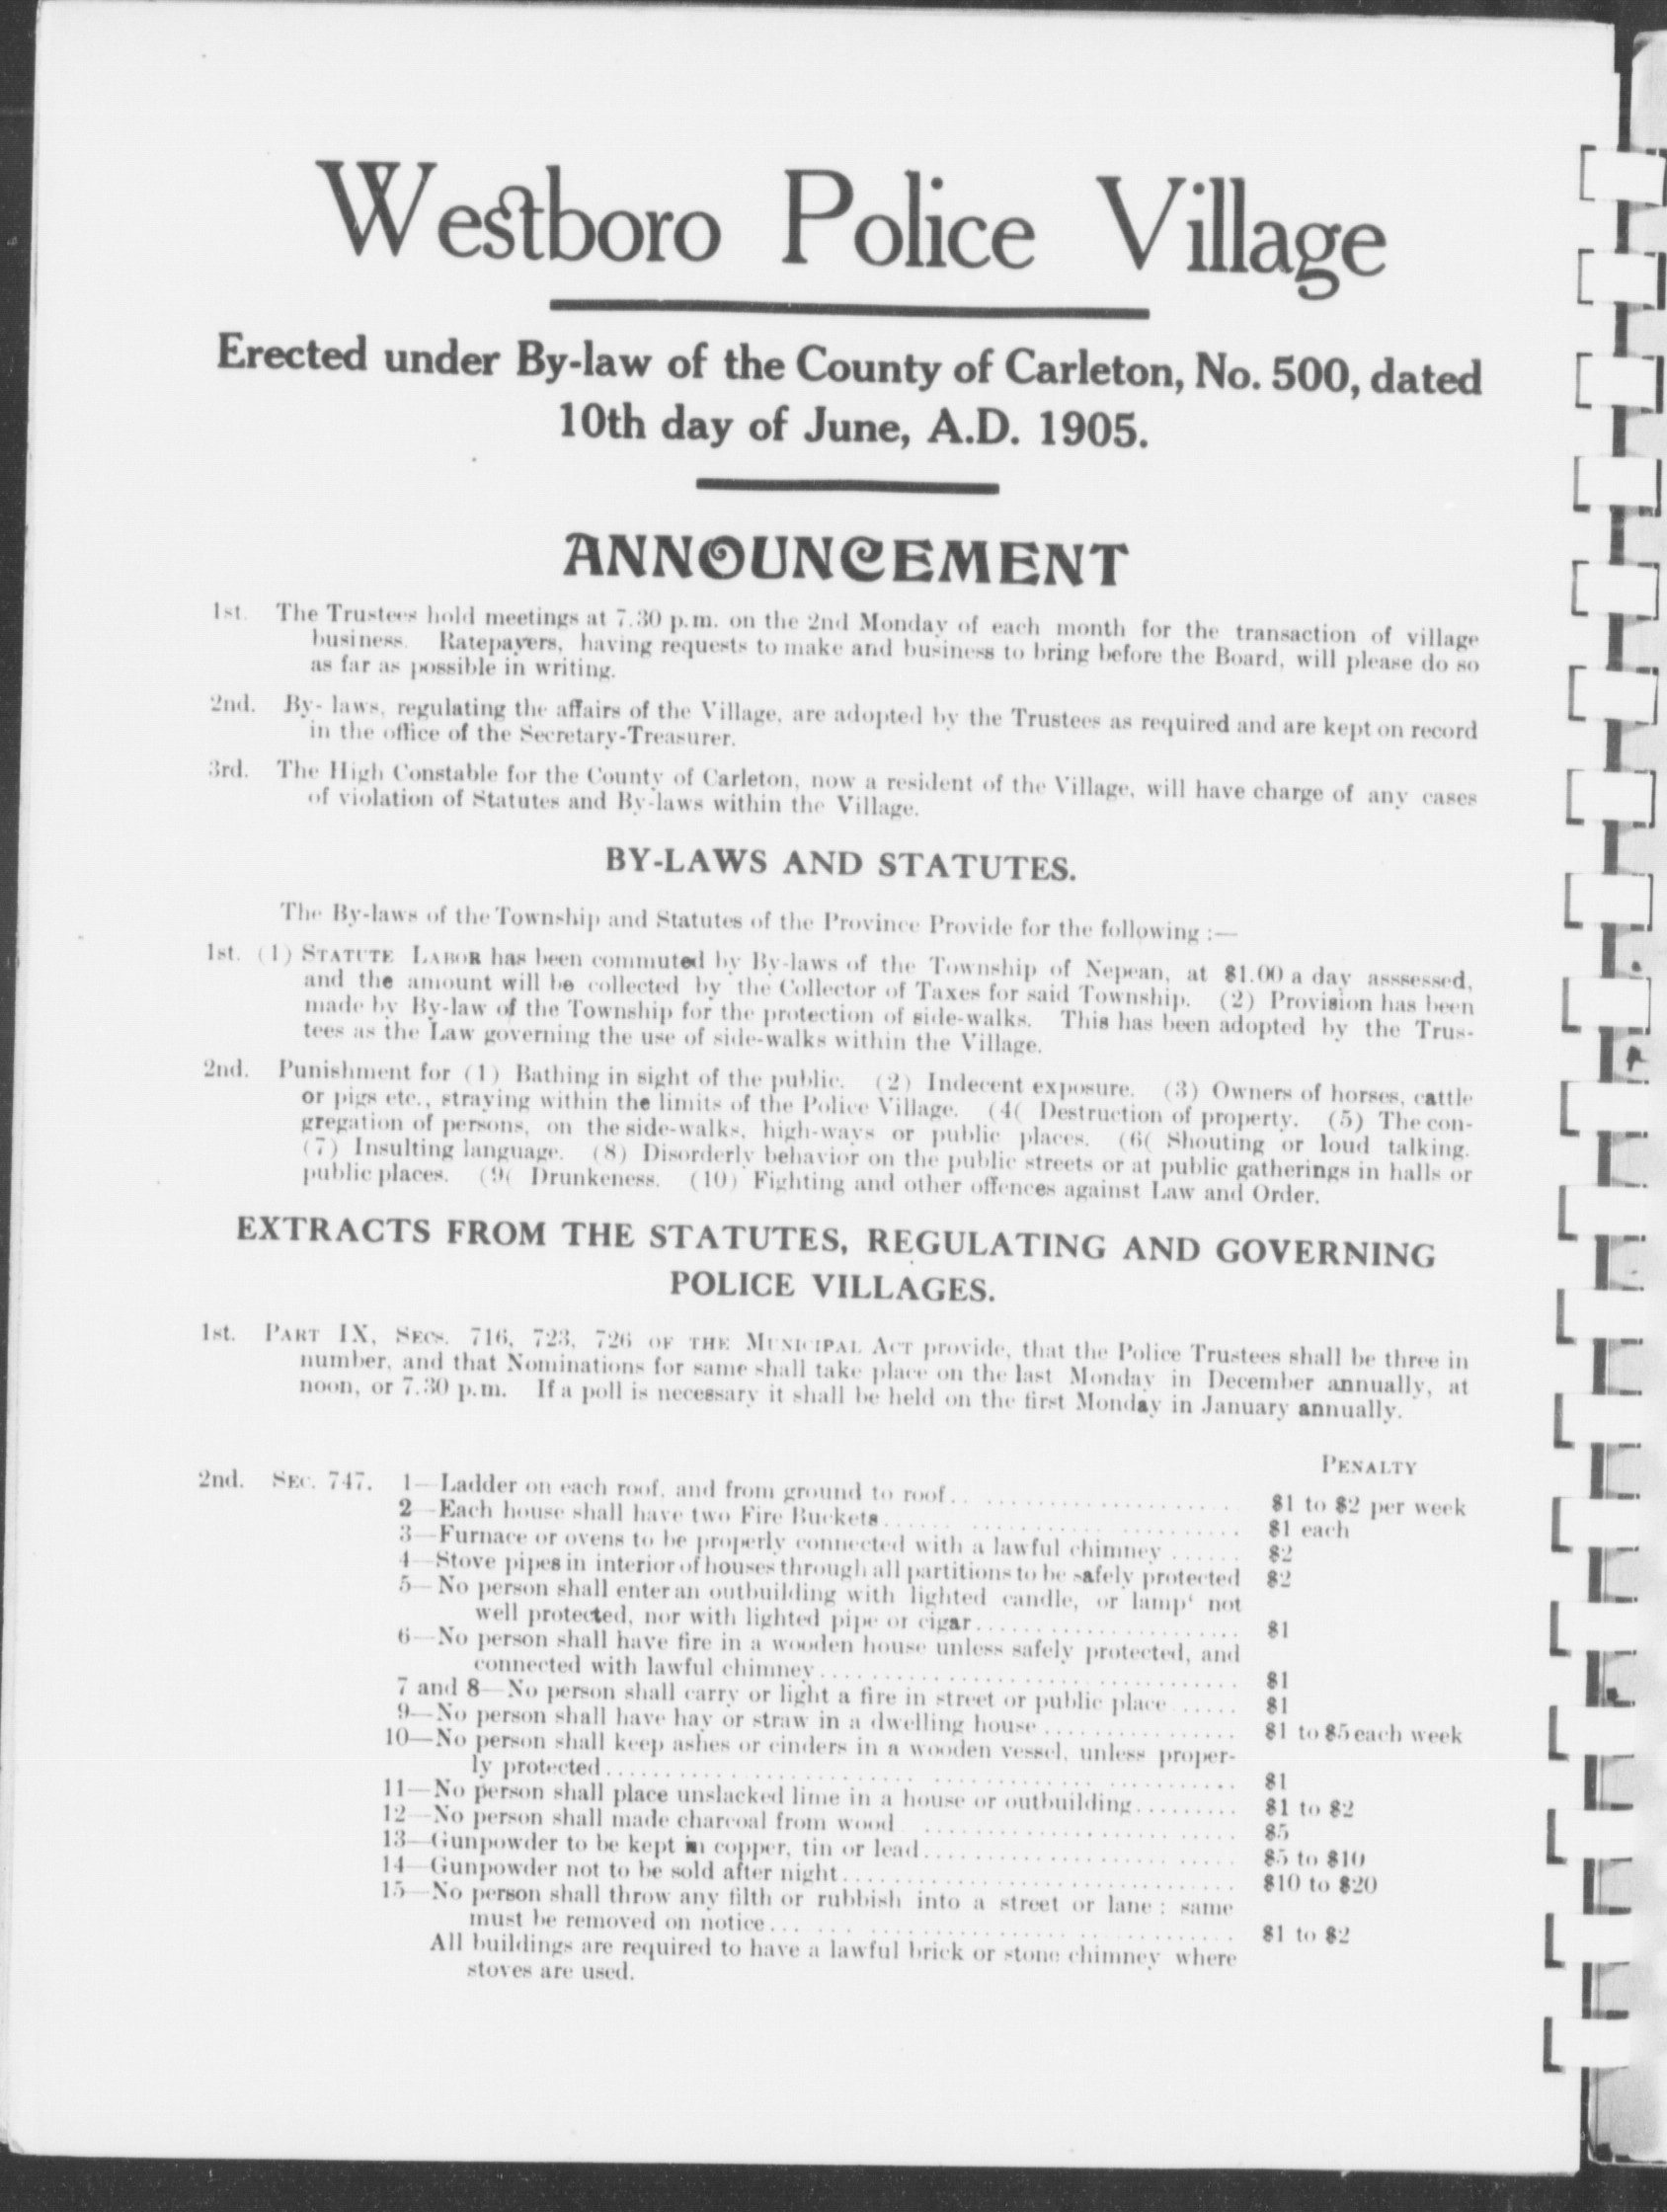 Westboro Police Village
Erected under By-law of the County of Carleton, No. 500, dated
10th day of June, A.D. 1905.
ANNOUNCEMENT
1st. The Trustees hold meetings at 7.30 p.m. on the 2nd Monday of each month for the transaction of village
business. Ratepayers, having requests to make and business to bring before the Board, will please do so
as far as possible in writing.
2nd. By- laws, regulating the affairs of the Village, are adopted by the Trustees as required and are kept on record
in the office of the Secretary-Treasurer.
3rd. The High Constable for the County of Carleton, now a resident of the Village, will have charge of any cases
of violation of Statutes and By-laws within the Village.
BY-LAWS AND STATUTES.
The By-laws of the Township and Statutes of the Province Provide for the following :—
1st. (1) STATUTE LABOR has been commuted by By-laws of the Township of Nepean, at $1.00 a day asssessed,
and the amount will be collected by the Collector of Taxes for said Township. (2) Provision has been
made by By-law of the Township for the protection of side-walks. This has been adopted by the Trus-
tees as the Law governing the use of side-walks within the Village.
2nd. Punishment for (1) Bathing in sight of the public. (2) Indecent exposure. (3) Owners of horses, cattle
or pigs etc., straying within the limits of the Police Village. (4( Destruction of property. (5) The con-
gregation of persons, on the side-walks, high-ways or public places. (6( Shouting or loud talking.
(7) Insulting language. (8) Disorderly behavior on the public streets or at public gatherings in halls or
public places. (9( Drunkeness. (10) Fighting and other offences against Law and Order.
EXTRACTS FROM THE STATUTES, REGULATING AND GOVERNING
POLICE VILLAGES.
1st. PART IX, SECS. 716, 723, 726 OF THE MUNICIPAL ACT provide, that the Police Trustees shall be three in
number, and that Nominations for same shall take place on the last Monday in December annually, at
noon, or 7.30 p.m. If a poll is necessary it shall be held on the first Monday in January annually.
PENALTY
2nd. SEC. 747. 1—Ladder on each roof, and from ground to roof.. ...................... $1 to $2 per week
2—Each house shall have two Fire Buckets...... ........................ $1 each
3—Furnace or ovens to be properly connected with a lawful chimney ...... $2
4—Stove pipes in interior of houses through all partitions to be safely protected $2
5—No person shall enter an outbuilding with lighted candle, or lamp‘ not
well protected, nor with lighted pipe or cigar....................... $1
6—No person shall have fire in a wooden house unless safely protected, and
connected with lawful chimney.................................... $1
7 and 8—No person shall carry or light a fire in street or public place ...... $1
9—No person shall have hay or straw in a dwelling house ................. $1 to $5 each week
10—No person shall keep ashes or cinders in a wooden vessel, unless proper-
ly protected........................... .............. ........... $1
11—No person shall place unslacked lime in a house or outbuilding......... $1 to $2
12—No person shall made charcoal from wood ........................... $5
13—Gunpowder to be kept in copper, tin or lead........................... $5 to $10
14—Gunpowder not to be sold after night................................. $10 to $20
15—No person shall throw any filth or rubbish into a street or lane : same
must be removed on notice... ... ................ ............... $1 to $2
All buildings are required to have a lawful brick or stone chimney where
stoves are used.